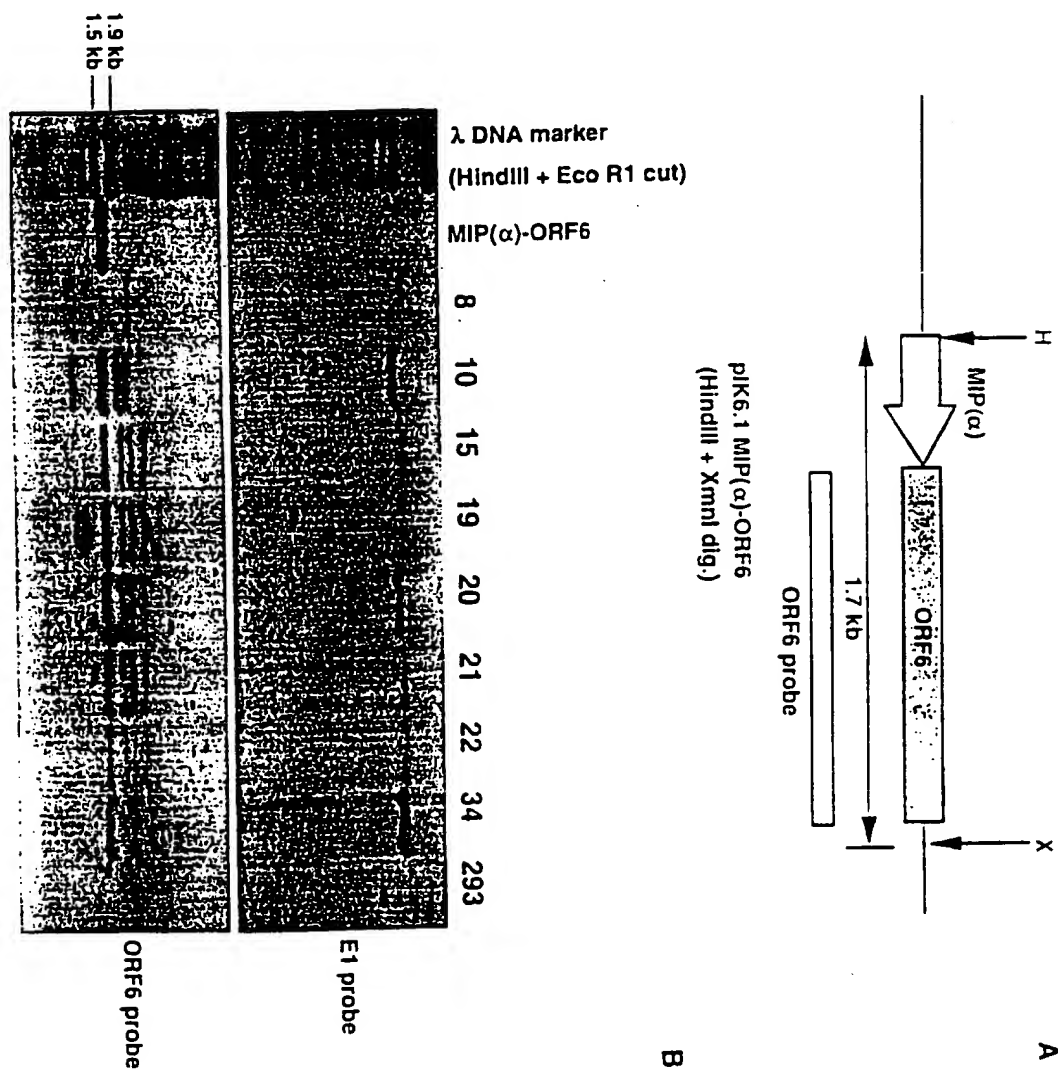 A
H
X
MIP(α)
ORF6
1.7 kb
ORF6 probe
pIK6.1 MIP(α)-ORF6
(HindIII + XmnI dig.)
B
λ DNA marker
(HindIII + Eco R1 cut)
MIP(α)-ORF6
8
10
15
19
20
21
22
34
293
E1 probe
1.9 kb
1.5 kb
ORF6 probe